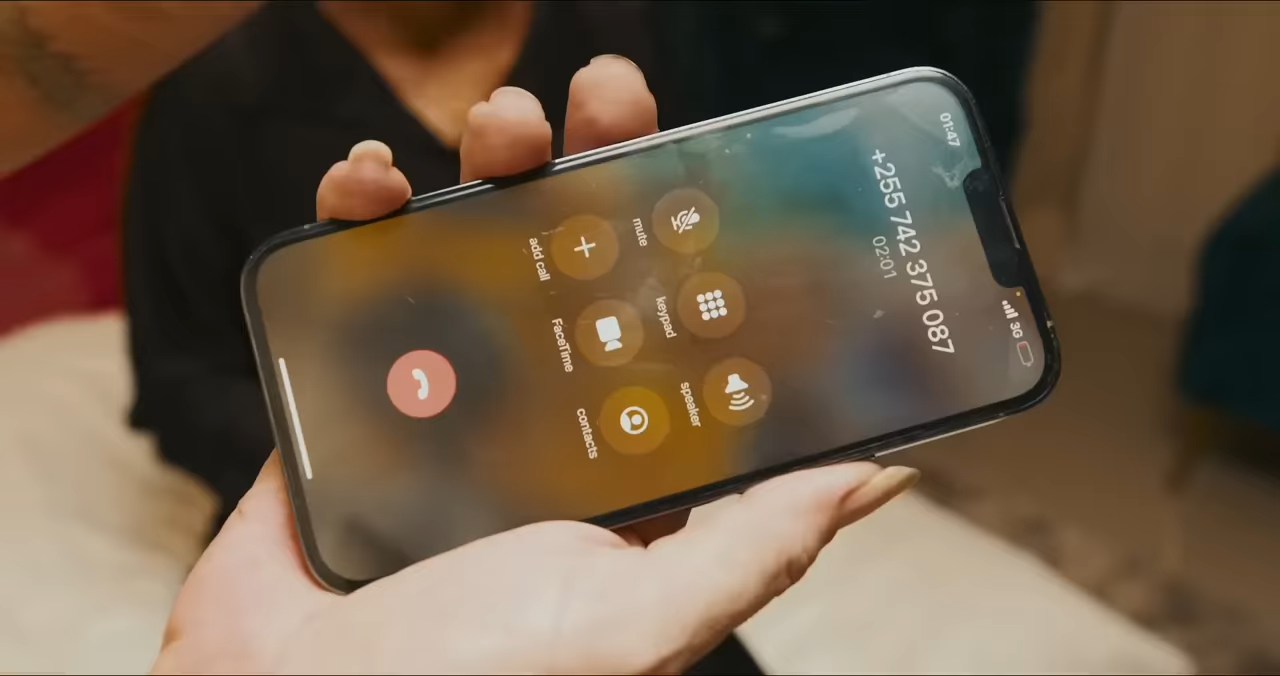 01:47
3G
+255 742 375 087
02:01
mute
keypad
speaker
add call
FaceTime
contacts